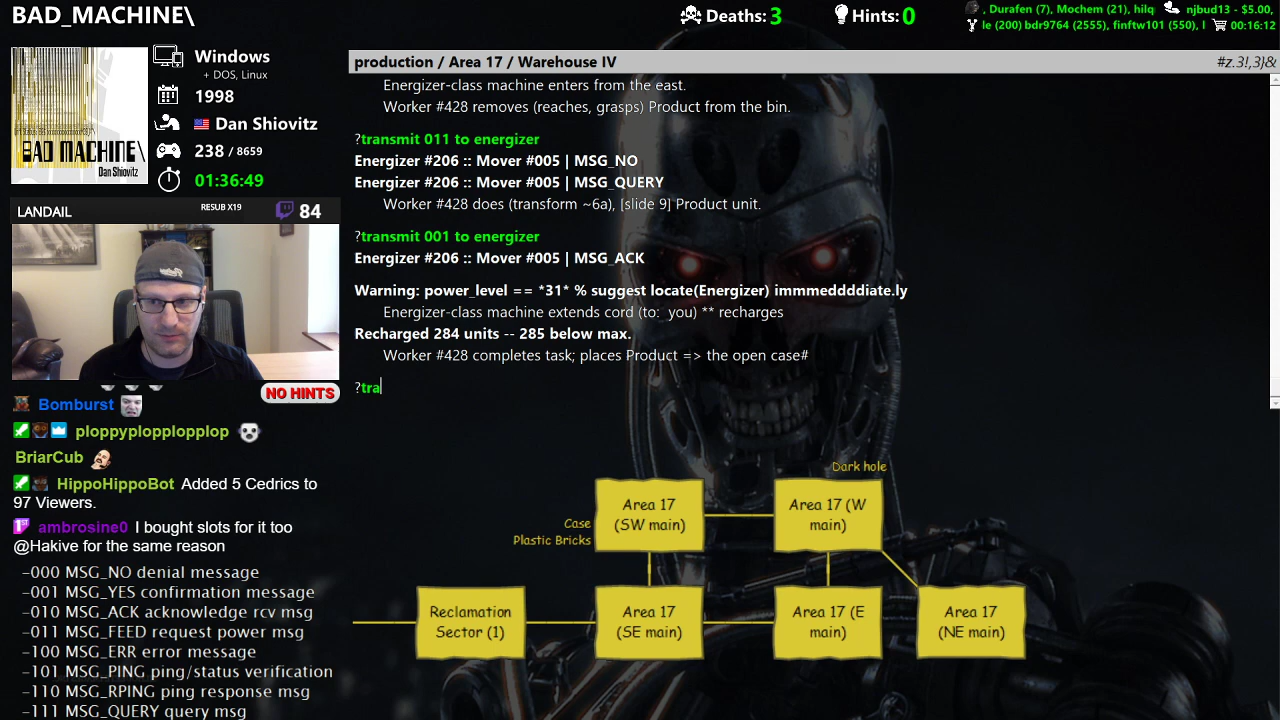 BAD_MACHINE\
Deaths: 3
Hints: 0
, Durafen (7), Mochem (21), hilq
njbud13 - $5.00,
le (200) bdr9764 (2555), finftw101 (550), l
00:16:12
BAD MACHINE\
Dan Shiovitz
Windows
+ DOS, Linux
1998
Dan Shiovitz
238 / 8659
01:36:49
LANDAIL
RESUB X19
84
NO HINTS
Bomburst
ploppyplopplopplop
BriarCub
HippoHippoBot Added 5 Cedrics to
97 Viewers.
1ST ambrosine0 I bought slots for it too
@Hakive for the same reason
-000 MSG_NO denial message
-001 MSG_YES confirmation message
-010 MSG_ACK acknowledge rcv msg
-011 MSG_FEED request power msg
-100 MSG_ERR error message
-101 MSG_PING ping/status verification
-110 MSG_RPING ping response msg
-111 MSG_QUERY query msg
production / Area 17 / Warehouse IV
#z.3!,3}&
Energizer-class machine enters from the east.
Worker #428 removes (reaches, grasps) Product from the bin.
?transmit 011 to energizer
Energizer #206 :: Mover #005 | MSG_NO
Energizer #206 :: Mover #005 | MSG_QUERY
Worker #428 does (transform ~6a), [slide 9] Product unit.
?transmit 001 to energizer
Energizer #206 :: Mover #005 | MSG_ACK
Warning: power_level == *31* % suggest locate(Energizer) immmeddddiate.ly
Energizer-class machine extends cord (to: you) ** recharges
Recharged 284 units -- 285 below max.
Worker #428 completes task; places Product => the open case#
?tra
Dark hole
Case
Plastic Bricks
Area 17
(SW main)
Area 17 (W
main)
Reclamation
Sector (1)
Area 17
(SE main)
Area 17 (E
main)
Area 17
(NE main)